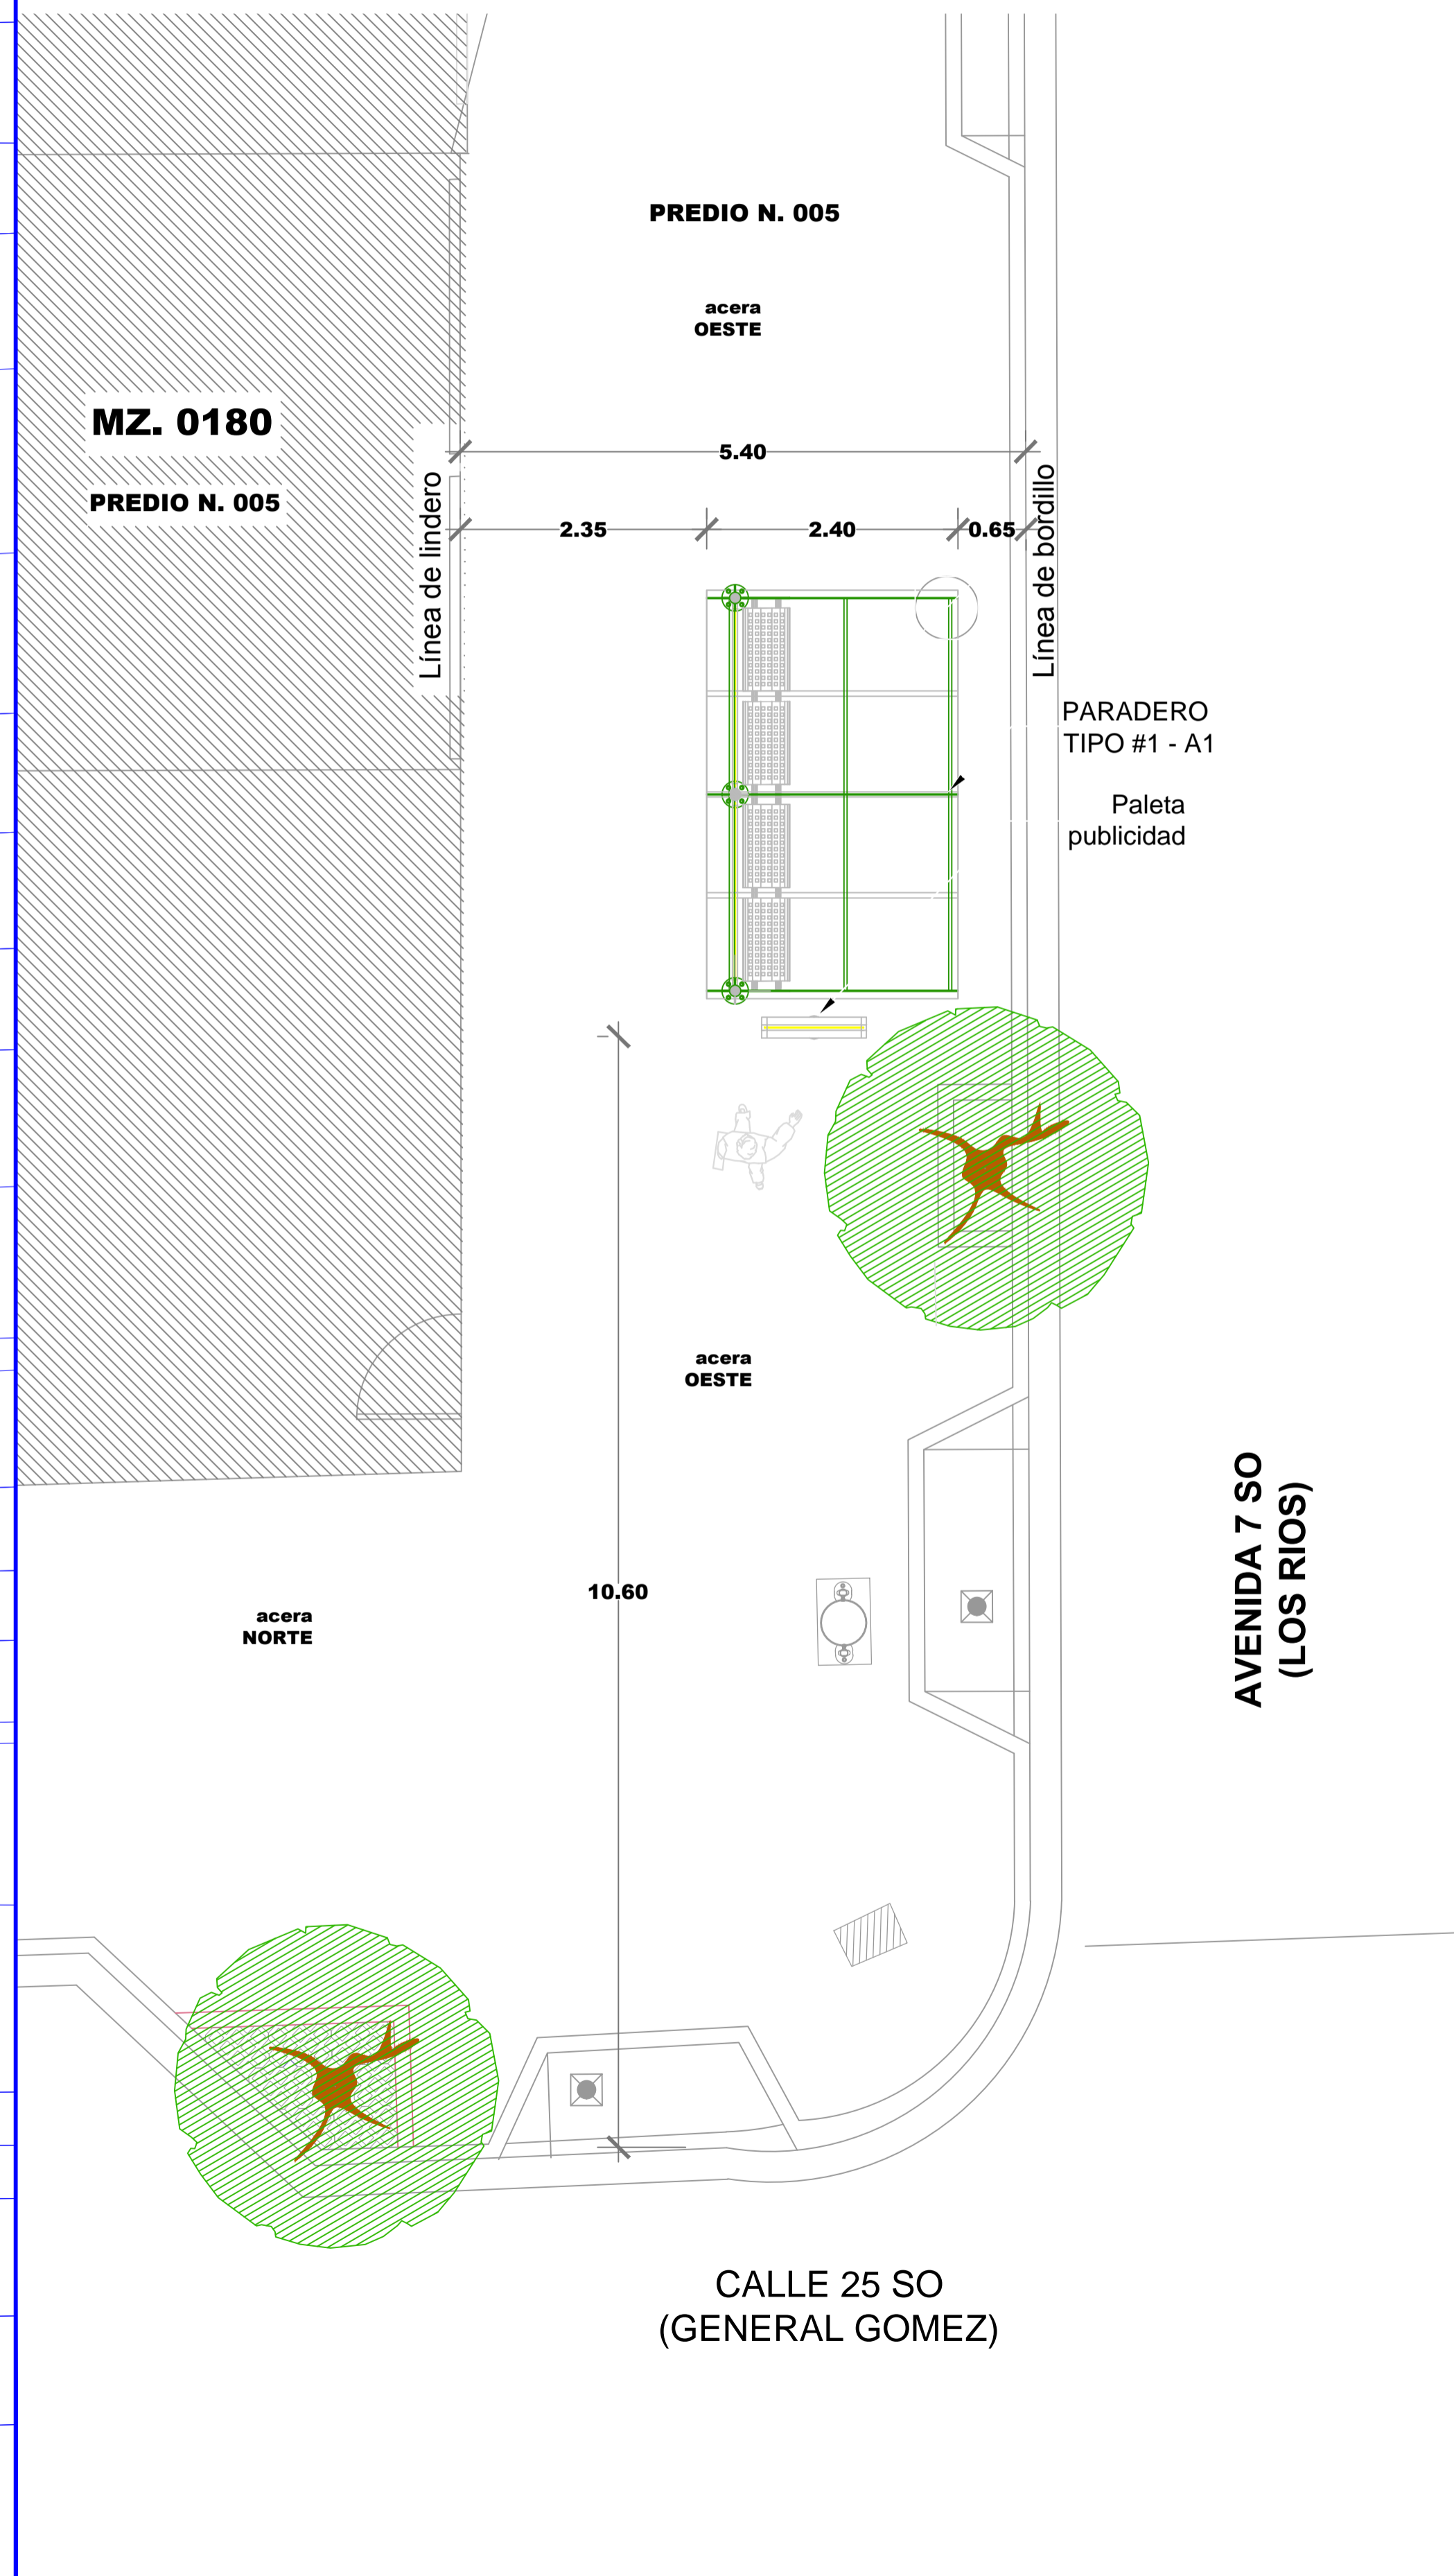 PREDIO N. 005
acera
OESTE
MZ. 0180
PREDIO N. 005
5.40
2.35
2.40
0.65
Línea de lindero
Línea de bordillo
PARADERO
TIPO #1 - A1
Paleta
publicidad
acera
OESTE
10.60
acera
NORTE
AVENIDA 7 SO
(LOS RIOS)
CALLE 25 SO
(GENERAL GOMEZ)